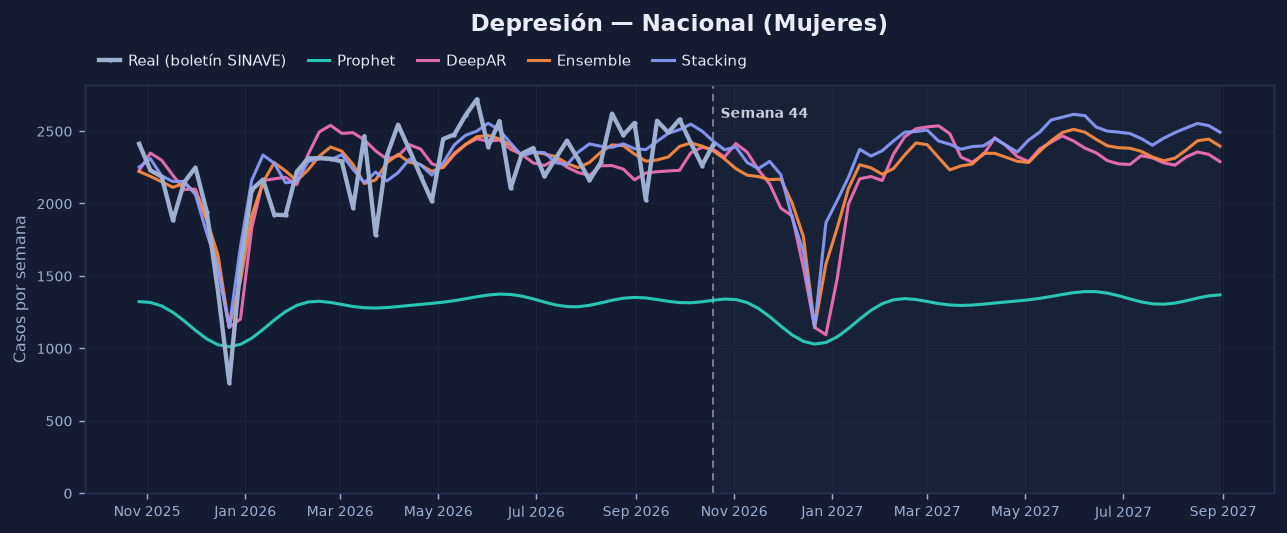 Depresión — Nacional (Mujeres)
Real (boletín SINAVE) Prophet DeepAR Ensemble Stacking
Semana 44
Casos por semana
2500
2000
1500
1000
500
0
Nov 2025 Jan 2026 Mar 2026 May 2026 Jul 2026 Sep 2026 Nov 2026 Jan 2027 Mar 2027 May 2027 Jul 2027 Sep 2027